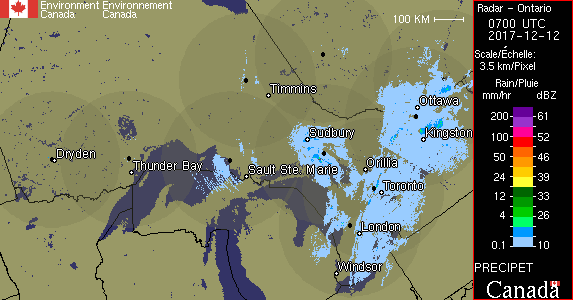 Environment Environnement
Canada Canada
100 KM
Timmins
Ottawa
Sudbury
Kingston
Dryden
Thunder Bay
Sault Ste. Marie
Orillia
Toronto
London
Windsor
Radar - Ontario
0700 UTC
2017-12-12
Scale/Échelle:
3.5 km/Pixel
Rain/Pluie
mm/hr dBZ
200 61
100 52
50 46
24 39
12 33
4 26
0.1 10
PRECIPET
Canada